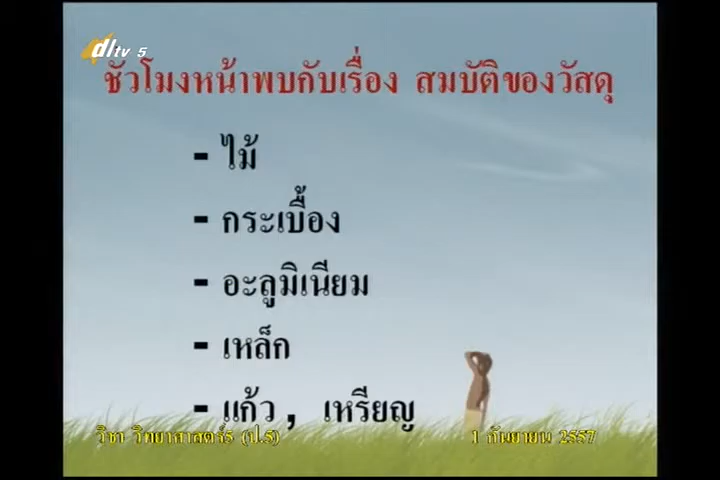 dltv 5
ชั่วโมงหน้าพบกับเรื่อง สมบัติของวัสดุ
- ไม้
- กระเบื้อง
- อะลูมิเนียม
- เหล็ก
- แก้ว , เหรียญ
วิชา วิทยาศาสตร์5 (ป.5) 1 กันยายน 2557